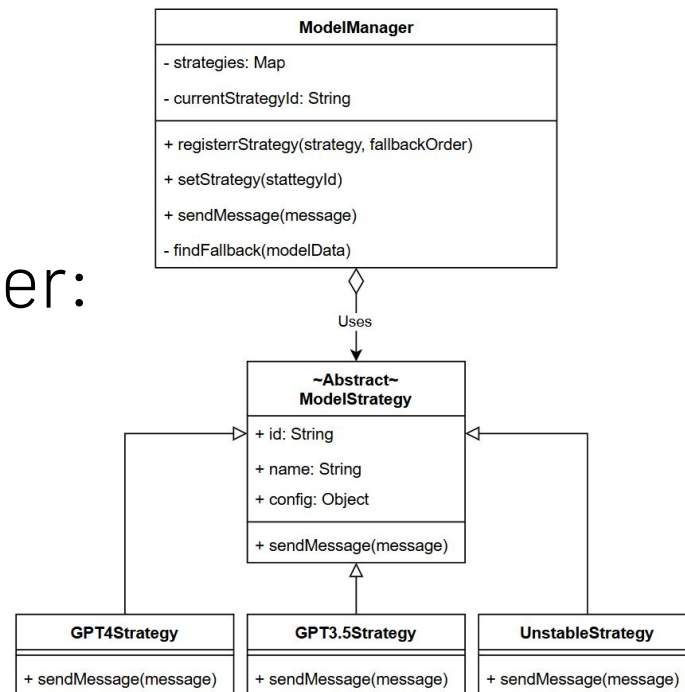 ModelManager
- strategies: Map
- currentStrategyId: String
+ registerrStrategy(strategy, fallbackOrder)
+ setStrategy(stattegyId)
+ sendMessage(message)
- findFallback(modelData)
er:
Uses
~Abstract~
ModelStrategy
+ id: String
+ name: String
+ config: Object
+ sendMessage(message)
GPT4Strategy
+ sendMessage(message)
GPT3.5Strategy
+ sendMessage(message)
UnstableStrategy
+ sendMessage(message)